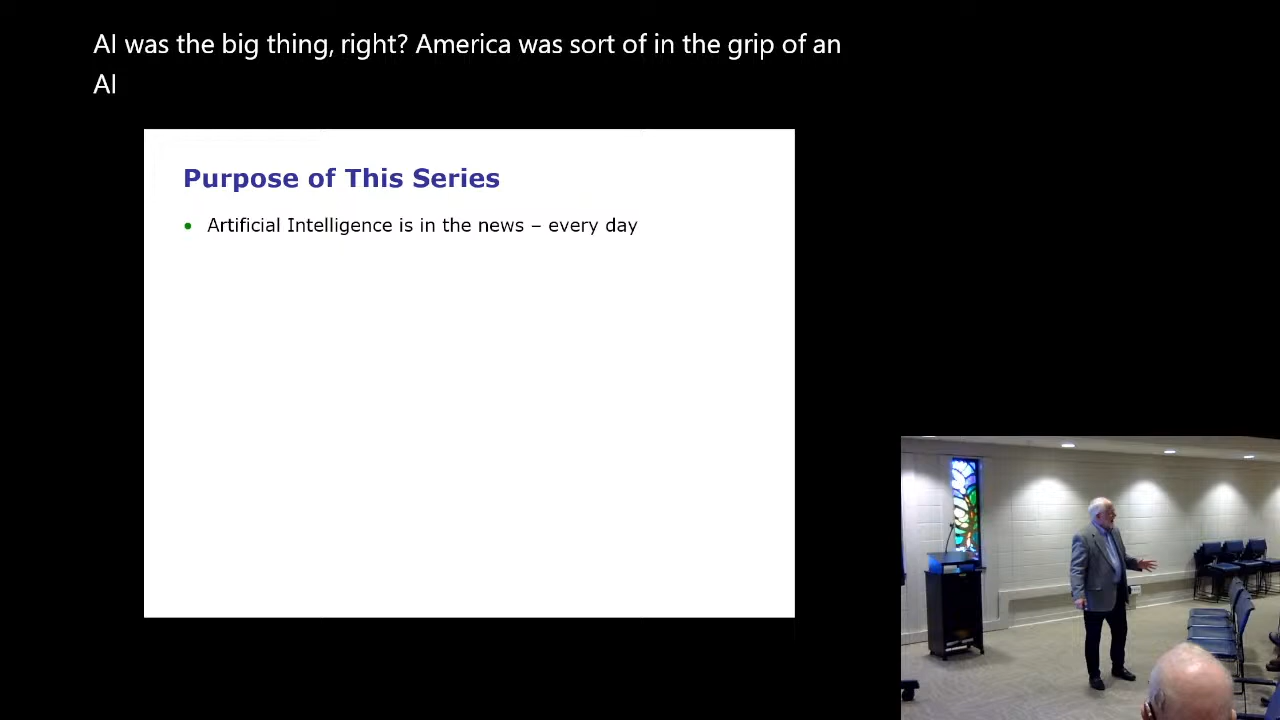 AI was the big thing, right? America was sort of in the grip of an
AI
Purpose of This Series
• Artificial Intelligence is in the news – every day